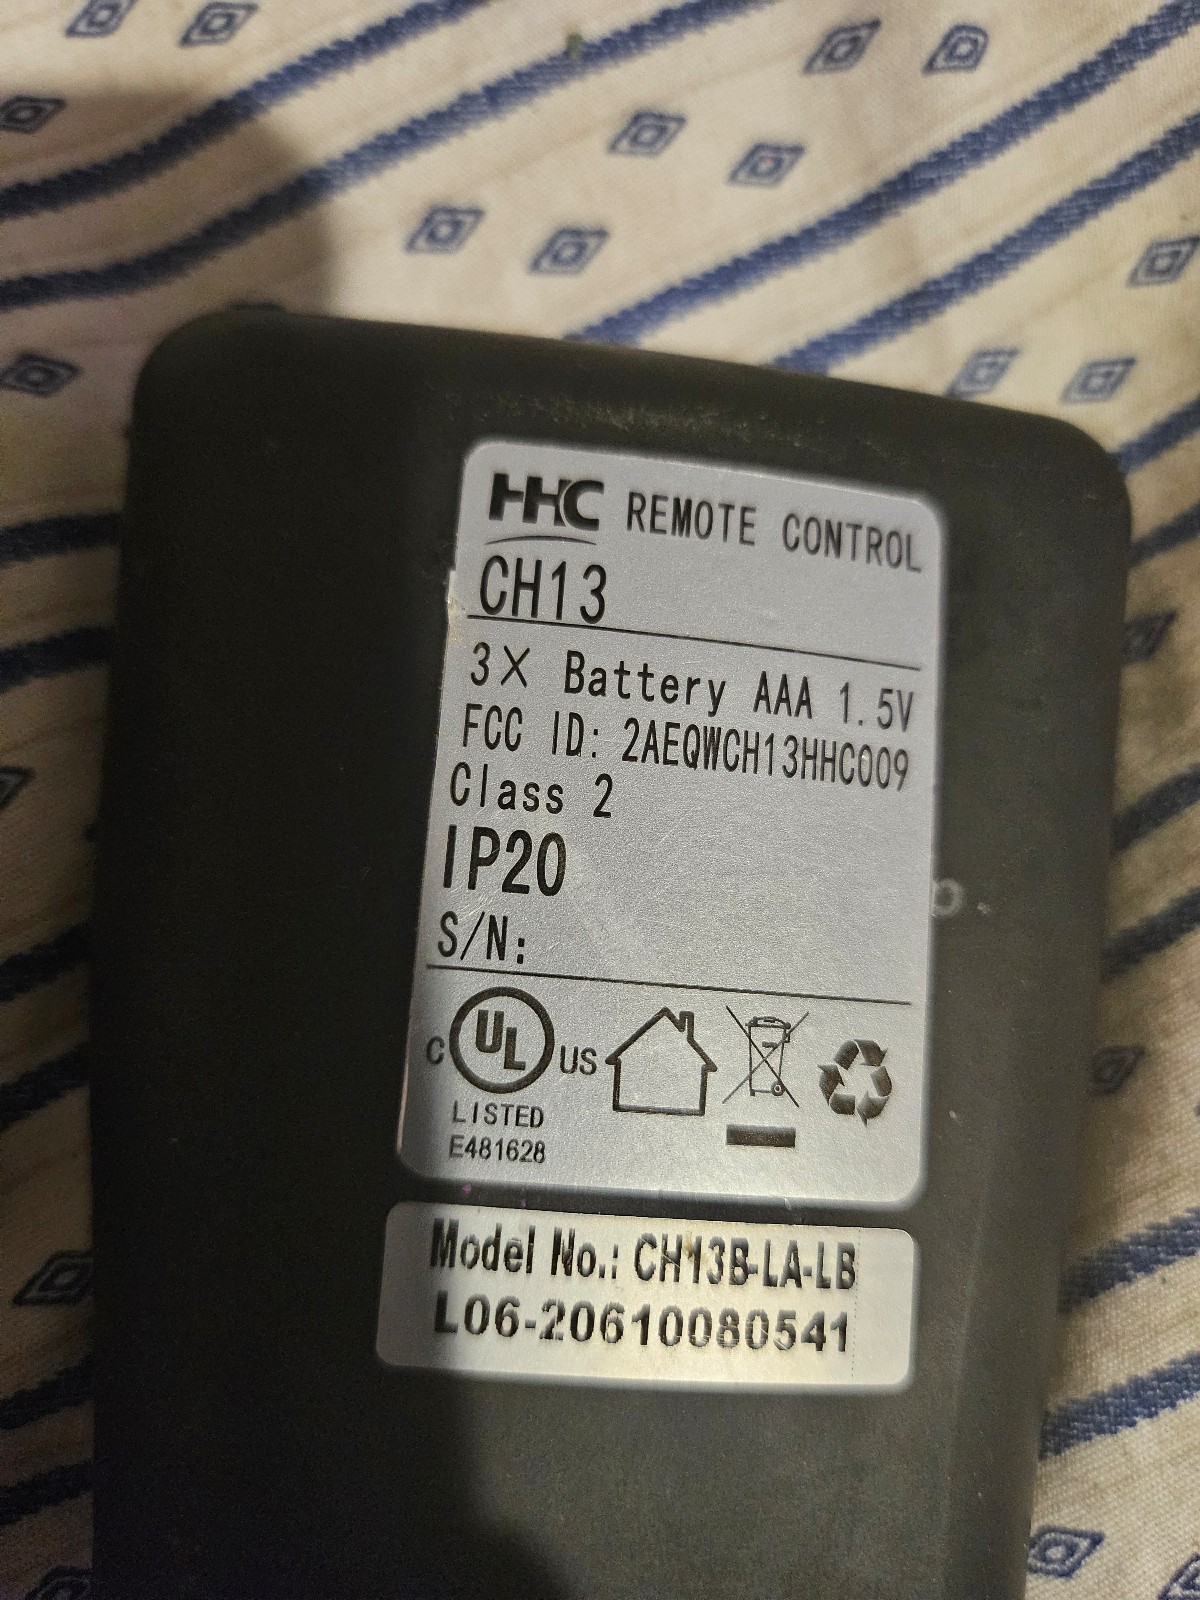 HHC REMOTE CONTROL
CH13
3X Battery AAA 1.5V
FCC ID: 2AEQWCH13HHC009
Class 2
IP20
S/N:
C UL US
LISTED
E481628
Model No.: CH13B-LA-LB
L06-20610080541